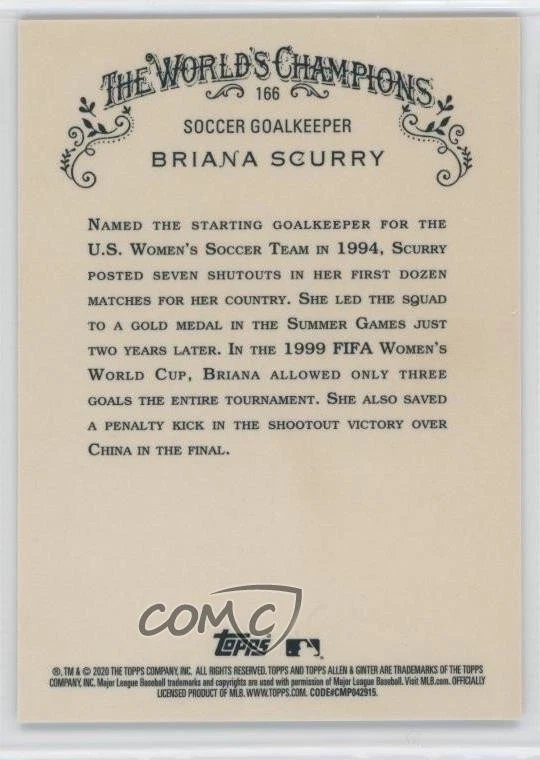 THE WORLD'S CHAMPIONS
166
SOCCER GOALKEEPER
BRIANA SCURRY
NAMED THE STARTING GOALKEEPER FOR THE
U.S. WOMEN'S SOCCER TEAM IN 1994, SCURRY
POSTED SEVEN SHUTOUTS IN HER FIRST DOZEN
MATCHES FOR HER COUNTRY. SHE LED THE SQUAD
TO A GOLD MEDAL IN THE SUMMER GAMES JUST
TWO YEARS LATER. IN THE 1999 FIFA WOMEN'S
WORLD CUP, BRIANA ALLOWED ONLY THREE
GOALS THE ENTIRE TOURNAMENT. SHE ALSO SAVED
A PENALTY KICK IN THE SHOOTOUT VICTORY OVER
CHINA IN THE FINAL.
COMC
Topps
®, TM & © 2020 THE TOPPS COMPANY, INC. ALL RIGHTS RESERVED. TOPPS AND TOPPS ALLEN & GINTER ARE TRADEMARKS OF THE TOPPS
COMPANY, INC. Major League Baseball trademarks and copyrights are used with permission of Major League Baseball. Visit MLB.com. OFFICIALLY
LICENSED PRODUCT OF MLB. WWW.TOPPS.COM. CODE#CMP042915.